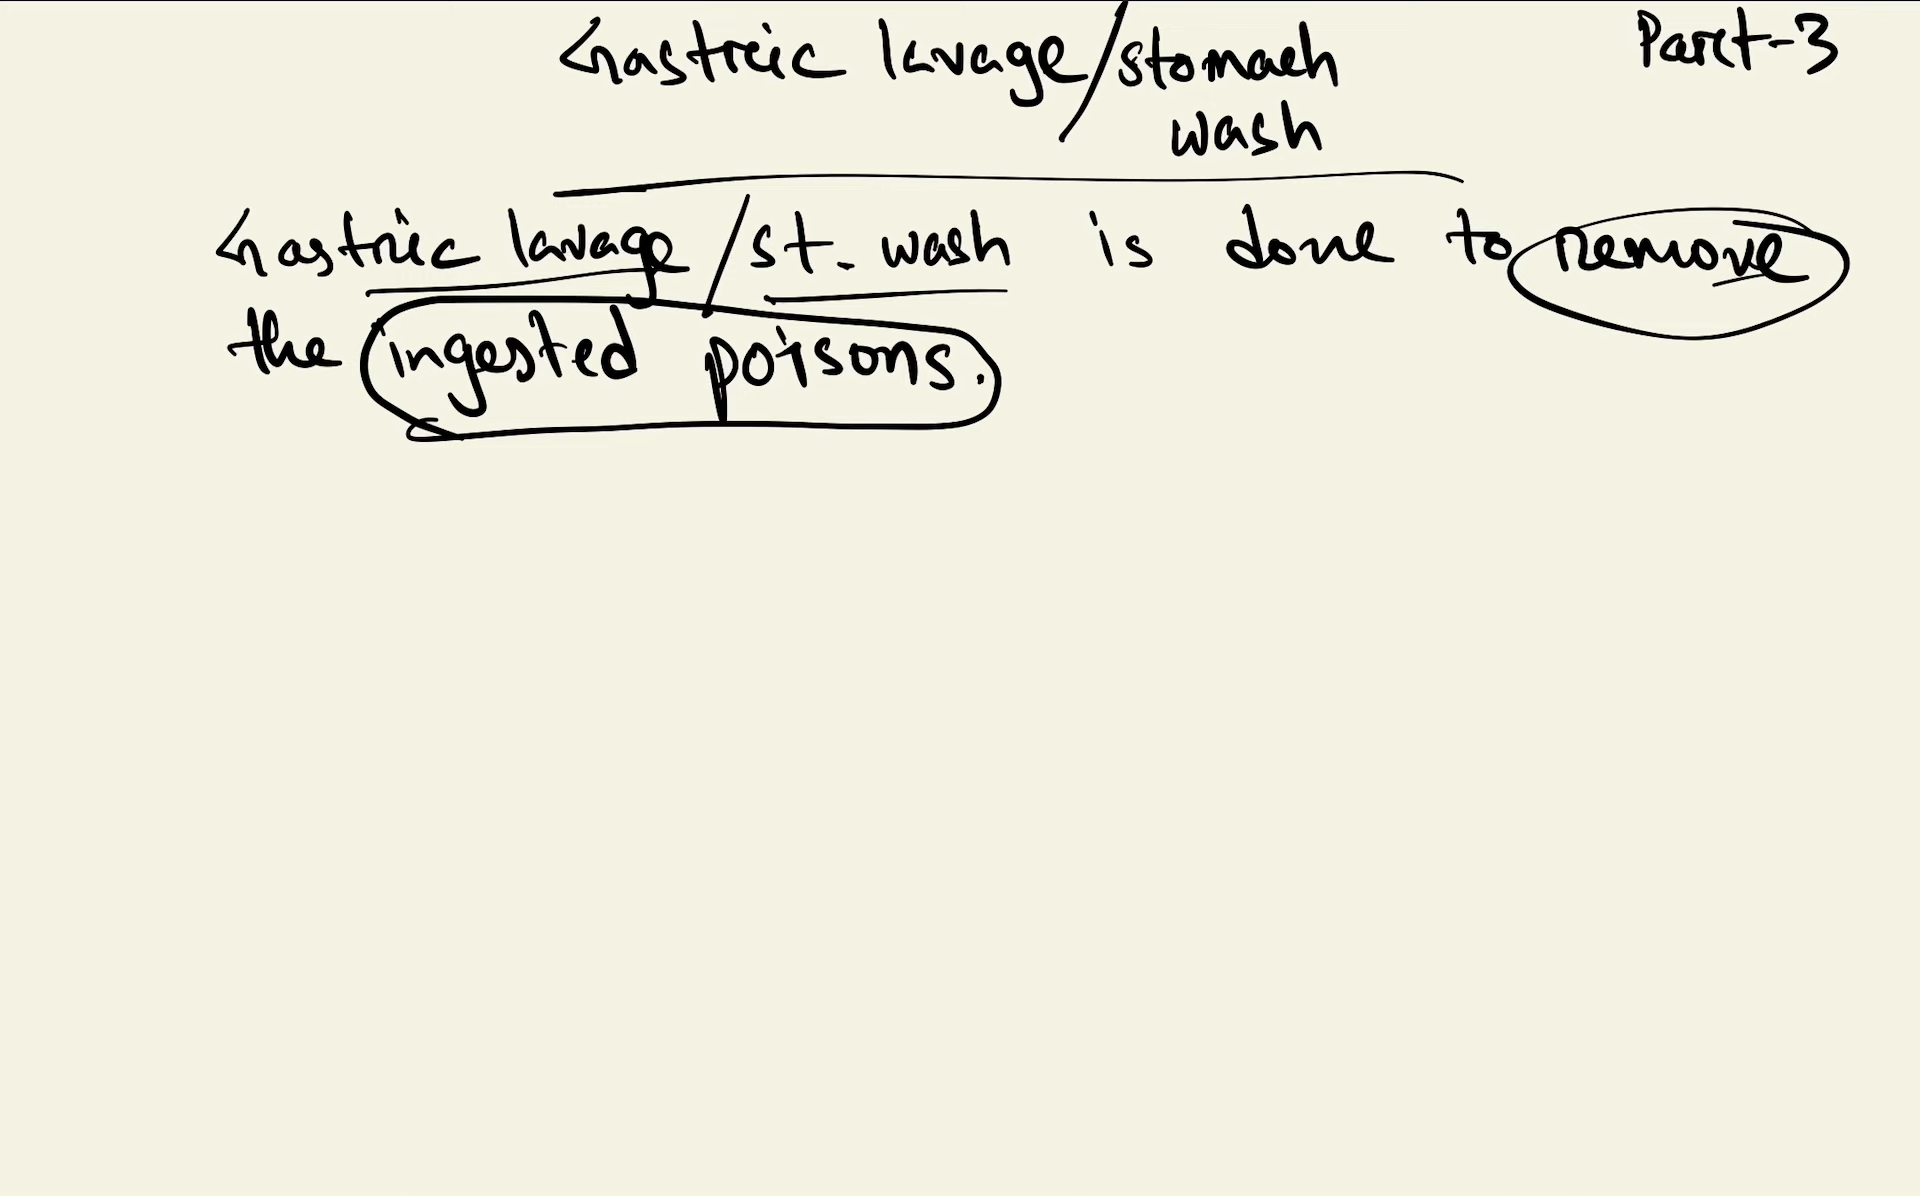 Gastric lavage/stomach Part-3
wash
Gastric lavage/st. wash is done to remove
the ingested poisons.